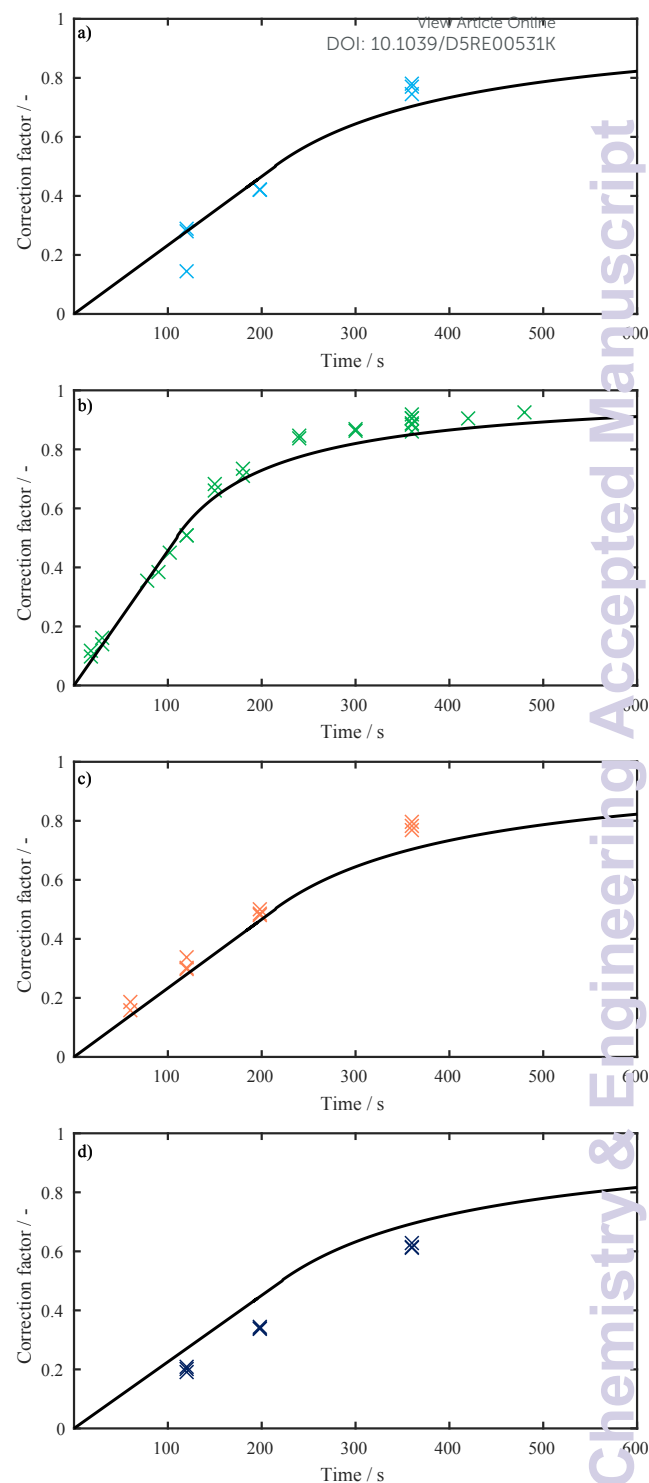 View Article Online
DOI: 10.1039/D5RE00531K
a)
1
0.8
0.6
0.4
0.2
0
Correction factor / -
100 200 300 400 500 600
Time / s
b)
1
0.8
0.6
0.4
0.2
0
Correction factor / -
100 200 300 400 500 600
Time / s
c)
1
0.8
0.6
0.4
0.2
0
Correction factor / -
100 200 300 400 500 600
Time / s
d)
1
0.8
0.6
0.4
0.2
0
Correction factor / -
100 200 300 400 500 600
Time / s
Chemistry & Engineering Accepted Manuscript